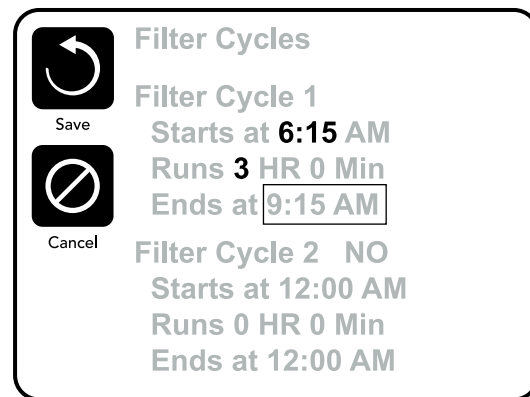 Save
Cancel
Filter Cycles
Filter Cycle 1
Starts at 6:15 AM
Runs 3 HR 0 Min
Ends at 9:15 AM
Filter Cycle 2 NO
Starts at 12:00 AM
Runs 0 HR 0 Min
Ends at 12:00 AM